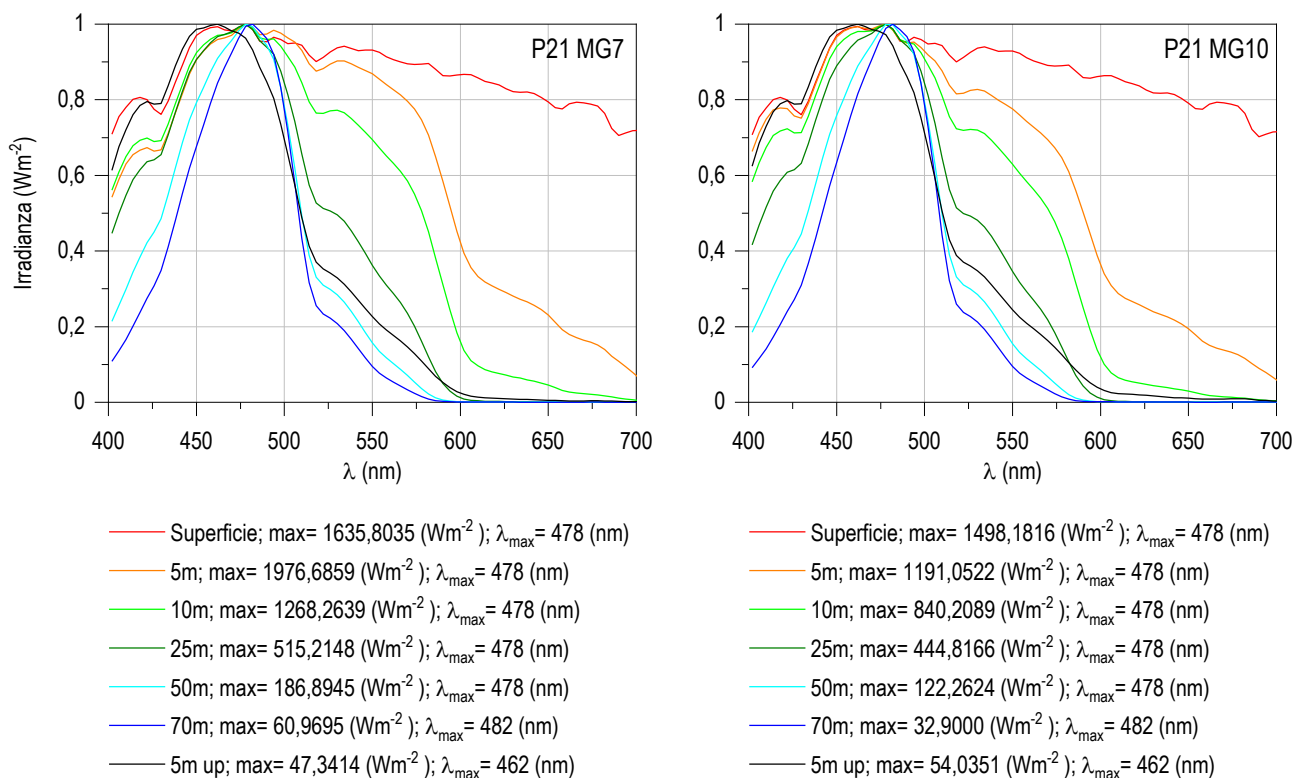 P21 MG7
1
0,8
0,6
0,4
0,2
0
Irradianza (Wm-2)
400 450 500 550 600 650 700
λ (nm)
P21 MG10
1
0,8
0,6
0,4
0,2
0
400 450 500 550 600 650 700
λ (nm)
Superficie; max= 1635,8035 (Wm-2 ); λmax= 478 (nm)
5m; max= 1976,6859 (Wm-2 ); λmax= 478 (nm)
10m; max= 1268,2639 (Wm-2 ); λmax= 478 (nm)
25m; max= 515,2148 (Wm-2 ); λmax= 478 (nm)
50m; max= 186,8945 (Wm-2 ); λmax= 478 (nm)
70m; max= 60,9695 (Wm-2 ); λmax= 482 (nm)
5m up; max= 47,3414 (Wm-2 ); λmax= 462 (nm)
Superficie; max= 1498,1816 (Wm-2 ); λmax= 478 (nm)
5m; max= 1191,0522 (Wm-2 ); λmax= 478 (nm)
10m; max= 840,2089 (Wm-2 ); λmax= 478 (nm)
25m; max= 444,8166 (Wm-2 ); λmax= 478 (nm)
50m; max= 122,2624 (Wm-2 ); λmax= 478 (nm)
70m; max= 32,9000 (Wm-2 ); λmax= 482 (nm)
5m up; max= 54,0351 (Wm-2 ); λmax= 462 (nm)